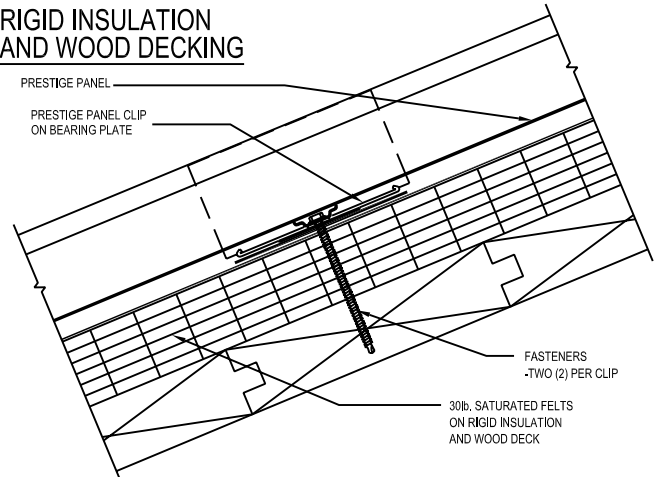 RIGID INSULATION
AND WOOD DECKING
PRESTIGE PANEL
PRESTIGE PANEL CLIP
ON BEARING PLATE
FASTENERS
-TWO (2) PER CLIP
30lb. SATURATED FELTS
ON RIGID INSULATION
AND WOOD DECK